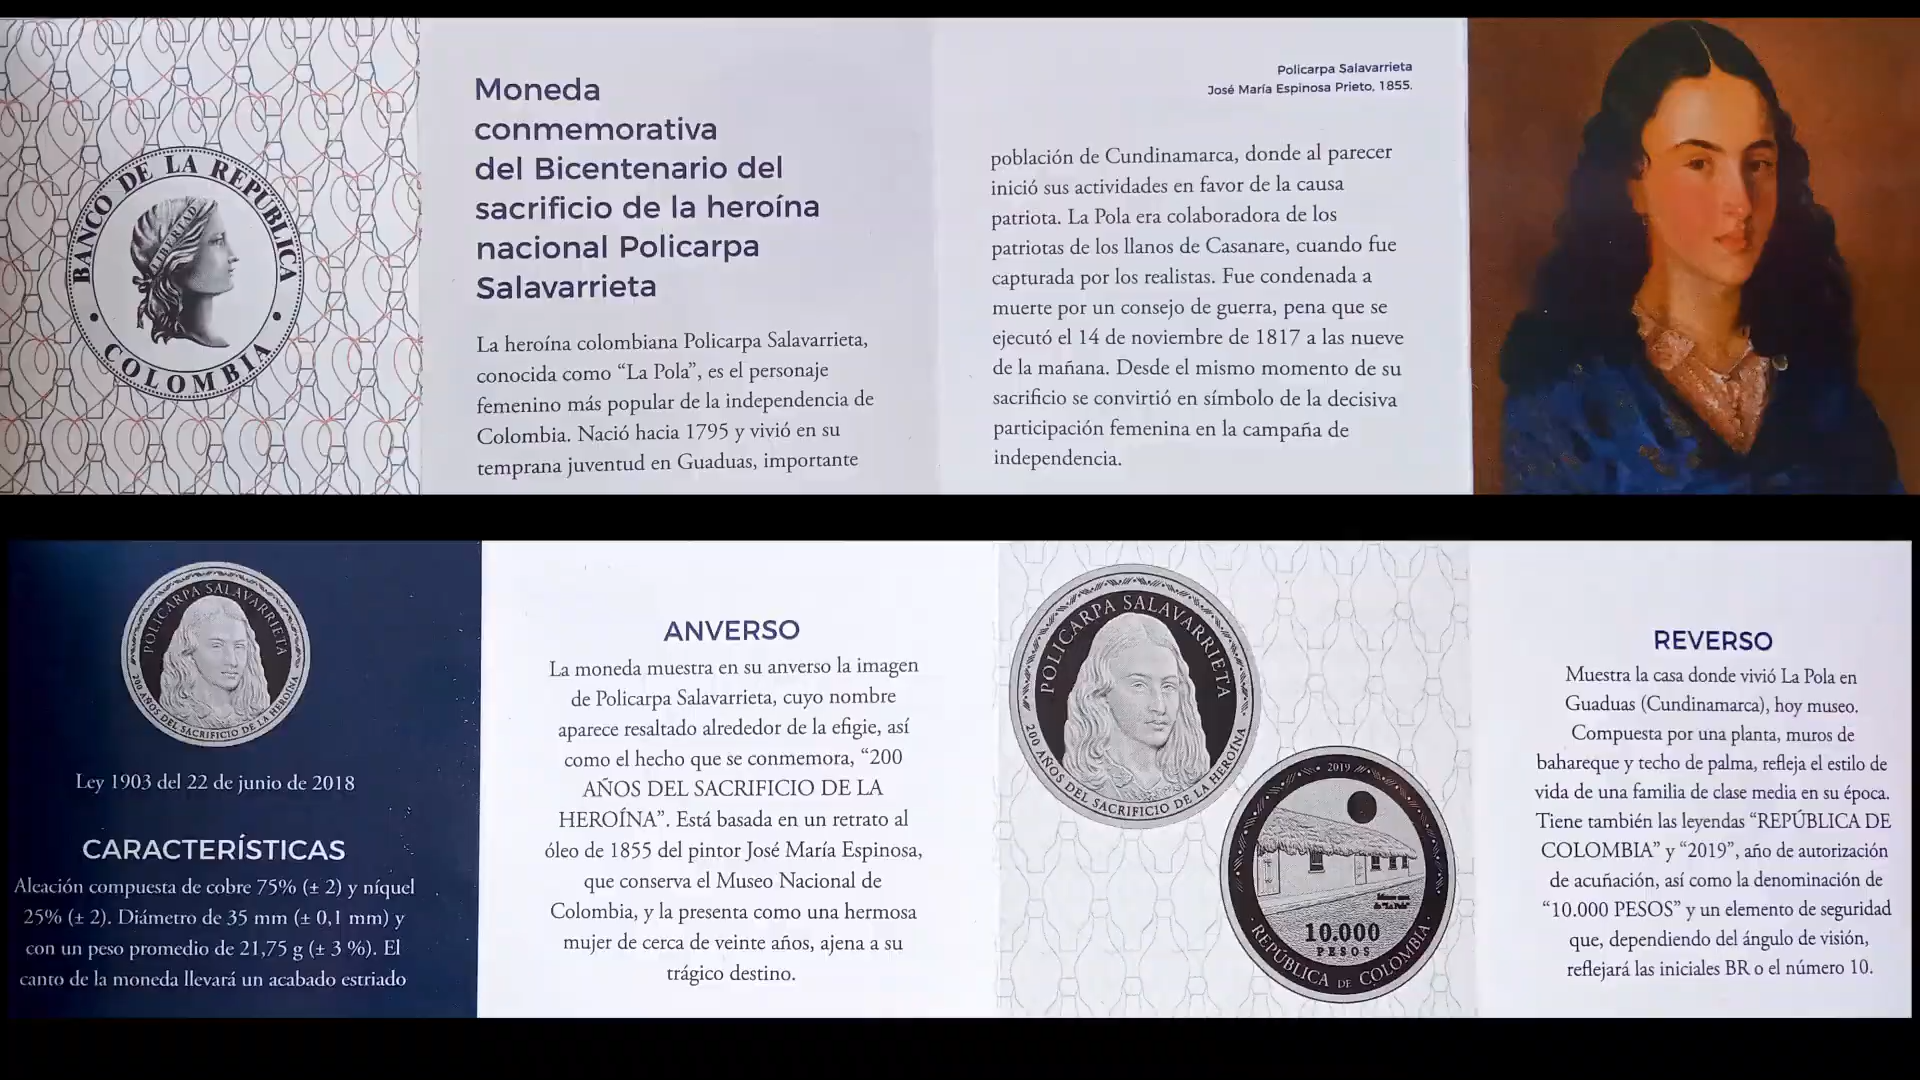 BANCO DE LA REPÚBLICA
LIBERTAD
COLOMBIA
Moneda
conmemorativa
del Bicentenario del
sacrificio de la heroína
nacional Policarpa
Salavarrieta
La heroína colombiana Policarpa Salavarrieta,
conocida como “La Pola”, es el personaje
femenino más popular de la independencia de
Colombia. Nació hacia 1795 y vivió en su
temprana juventud en Guaduas, importante
Policarpa Salavarrieta
José María Espinosa Prieto, 1855.
población de Cundinamarca, donde al parecer
inició sus actividades en favor de la causa
patriota. La Pola era colaboradora de los
patriotas de los llanos de Casanare, cuando fue
capturada por los realistas. Fue condenada a
muerte por un consejo de guerra, pena que se
ejecutó el 14 de noviembre de 1817 a las nueve
de la mañana. Desde el mismo momento de su
sacrificio se convirtió en símbolo de la decisiva
participación femenina en la campaña de
independencia.
POLICARPA SALAVARRIETA
200 AÑOS DEL SACRIFICIO DE LA HEROÍNA
Ley 1903 del 22 de junio de 2018
CARACTERÍSTICAS
Aleación compuesta de cobre 75% (± 2) y níquel
25% (± 2). Diámetro de 35 mm (± 0,1 mm) y
con un peso promedio de 21,75 g (± 3 %). El
canto de la moneda llevará un acabado estriado
ANVERSO
La moneda muestra en su anverso la imagen
de Policarpa Salavarrieta, cuyo nombre
aparece resaltado alrededor de la efigie, así
como el hecho que se conmemora, “200
AÑOS DEL SACRIFICIO DE LA
HEROÍNA”. Está basada en un retrato al
óleo de 1855 del pintor José María Espinosa,
que conserva el Museo Nacional de
Colombia, y la presenta como una hermosa
mujer de cerca de veinte años, ajena a su
trágico destino.
POLICARPA SALAVARRIETA
200 AÑOS DEL SACRIFICIO DE LA HEROÍNA
2019
10.000
PESOS
REPÚBLICA DE COLOMBIA
REVERSO
Muestra la casa donde vivió La Pola en
Guaduas (Cundinamarca), hoy museo.
Compuesta por una planta, muros de
bahareque y techo de palma, refleja el estilo de
vida de una familia de clase media en su época.
Tiene también las leyendas “REPÚBLICA DE
COLOMBIA” y “2019”, año de autorización
de acuñación, así como la denominación de
“10.000 PESOS” y un elemento de seguridad
que, dependiendo del ángulo de visión,
reflejará las iniciales BR o el número 10.